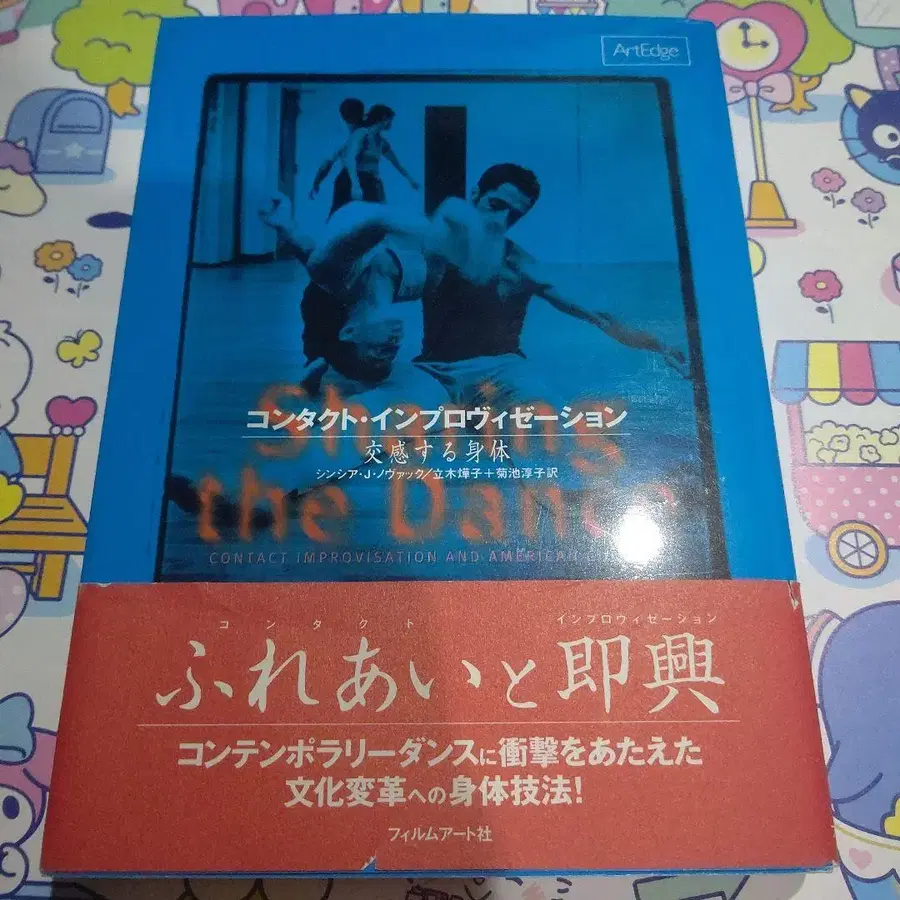 ArtEdge
Sharing
コンタクト・インプロヴィゼーション
交感する身体
シンシア・J・ノヴァック/立木燁子+菊池淳子訳
the Dance
CONTACT IMPROVISATION AND AMERICAN
コンタクト インプロヴィゼーション
ふれあいと即興
コンテンポラリーダンスに衝撃をあたえた
文化変革への身体技法!
フィルムアート社